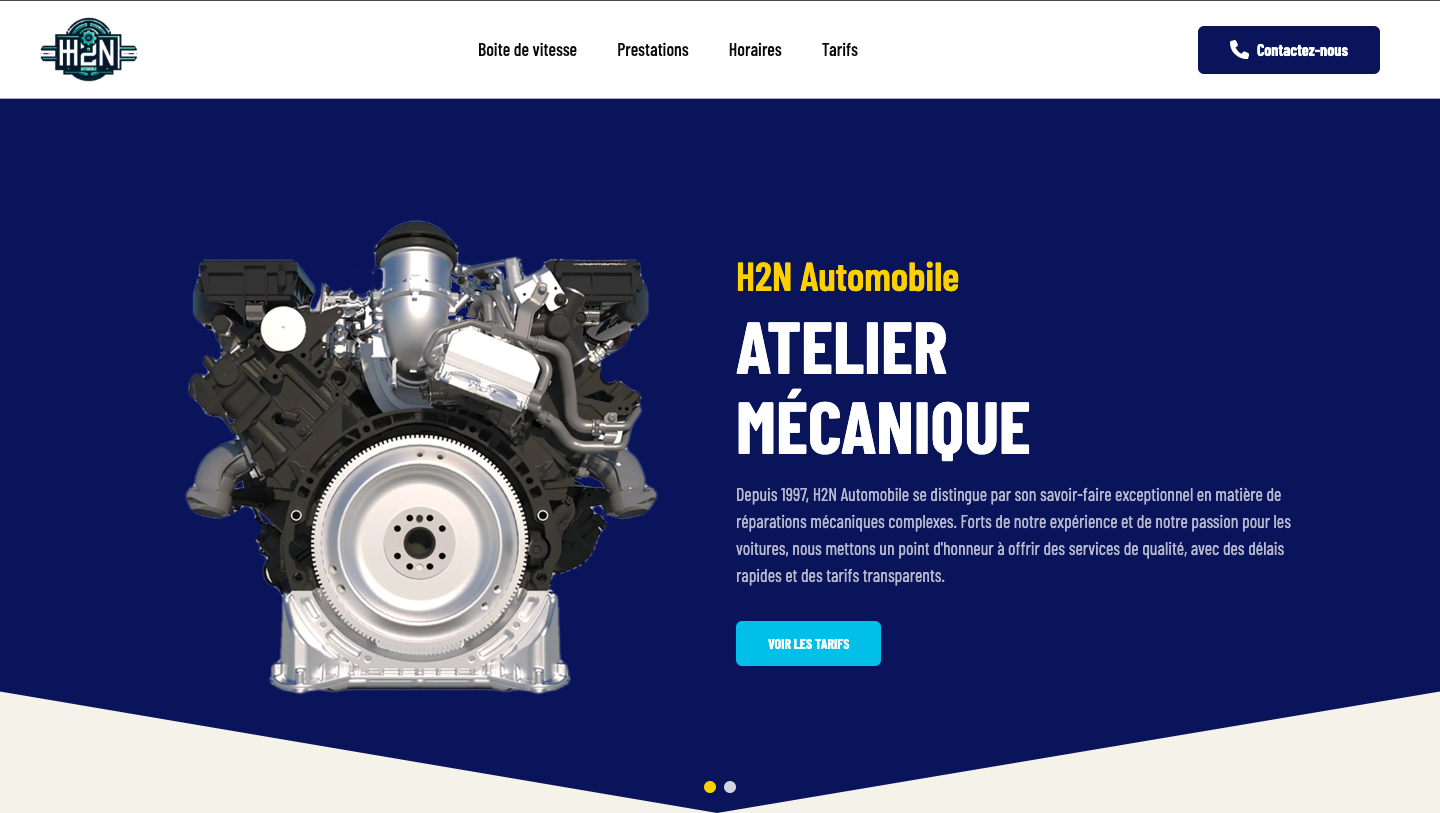 H2N
Boite de vitesse
Prestations
Horaires
Tarifs
Contactez-nous
H2N Automobile
ATELIER
MÉCANIQUE
Depuis 1997, H2N Automobile se distingue par son savoir-faire exceptionnel en matière de
réparations mécaniques complexes. Forts de notre expérience et de notre passion pour les
voitures, nous mettons un point d'honneur à offrir des services de qualité, avec des délais
rapides et des tarifs transparents.
VOIR LES TARIFS